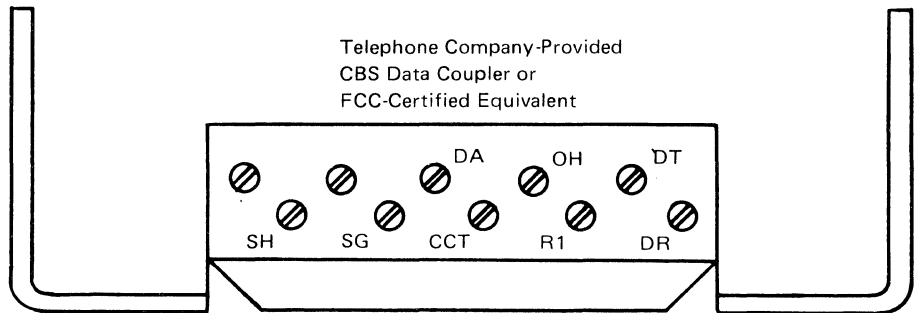 Telephone Company-Provided
CBS Data Coupler or
FCC-Certified Equivalent
DA OH DT
SH SG CCT R1 DR